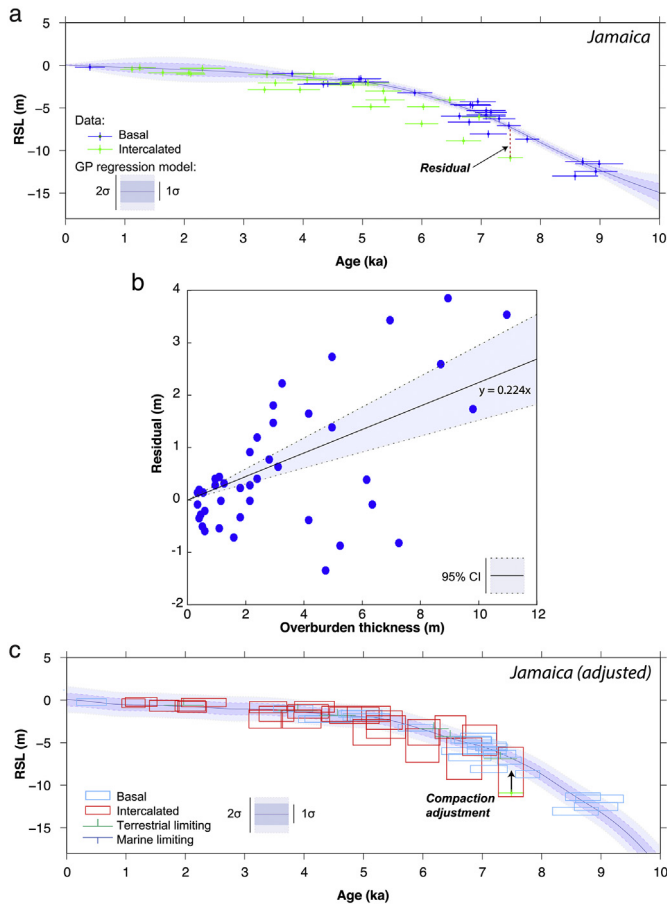 a
Jamaica
5
0
-5
-10
-15
RSL (m)
Data:
Basal
Intercalated
GP regression model:
2σ
1σ
Residual
0 1 2 3 4 5 6 7 8 9 10
Age (ka)
b
4
3
2
1
0
-1
-2
Residual (m)
y = 0.224x
95% CI
0 2 4 6 8 10 12
Overburden thickness (m)
c
Jamaica (adjusted)
5
0
-5
-10
-15
RSL (m)
Basal
Intercalated
Terrestrial limiting
Marine limiting
2σ
1σ
Compaction
adjustment
0 1 2 3 4 5 6 7 8 9 10
Age (ka)